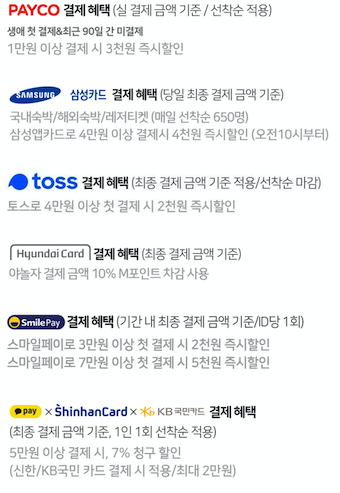 PAYCO 결제 혜택 (실 결제 금액 기준 / 선착순 적용)
생애 첫 결제&최근 90일 간 미결제
1만원 이상 결제 시 3천원 즉시할인
SAMSUNG 삼성카드 결제 혜택 (당일 최종 결제 금액 기준)
국내숙박/해외숙박/레저티켓 (매일 선착순 650명)
삼성앱카드로 4만원 이상 결제시 4천원 즉시할인 (오전10시부터)
toss 결제 혜택 (최종 결제 금액 기준 적용/선착순 마감)
토스로 4만원 이상 첫 결제 시 2천원 즉시할인
Hyundai Card 결제 혜택 (최종 결제 금액 기준)
야놀자 결제 금액 10% M포인트 차감 사용
Smile Pay 결제 혜택 (기간 내 최종 결제 금액 기준/ID당 1회)
스마일페이로 3만원 이상 첫 결제 시 2천원 즉시할인
스마일페이로 7만원 이상 첫 결제 시 5천원 즉시할인
pay × ShinhanCard × KB국민카드 결제 혜택
(최종 결제 금액 기준, 1인 1회 선착순 적용)
5만원 이상 결제 시, 7% 청구 할인
(신한/KB국민 카드 결제 시 적용/최대 2만원)